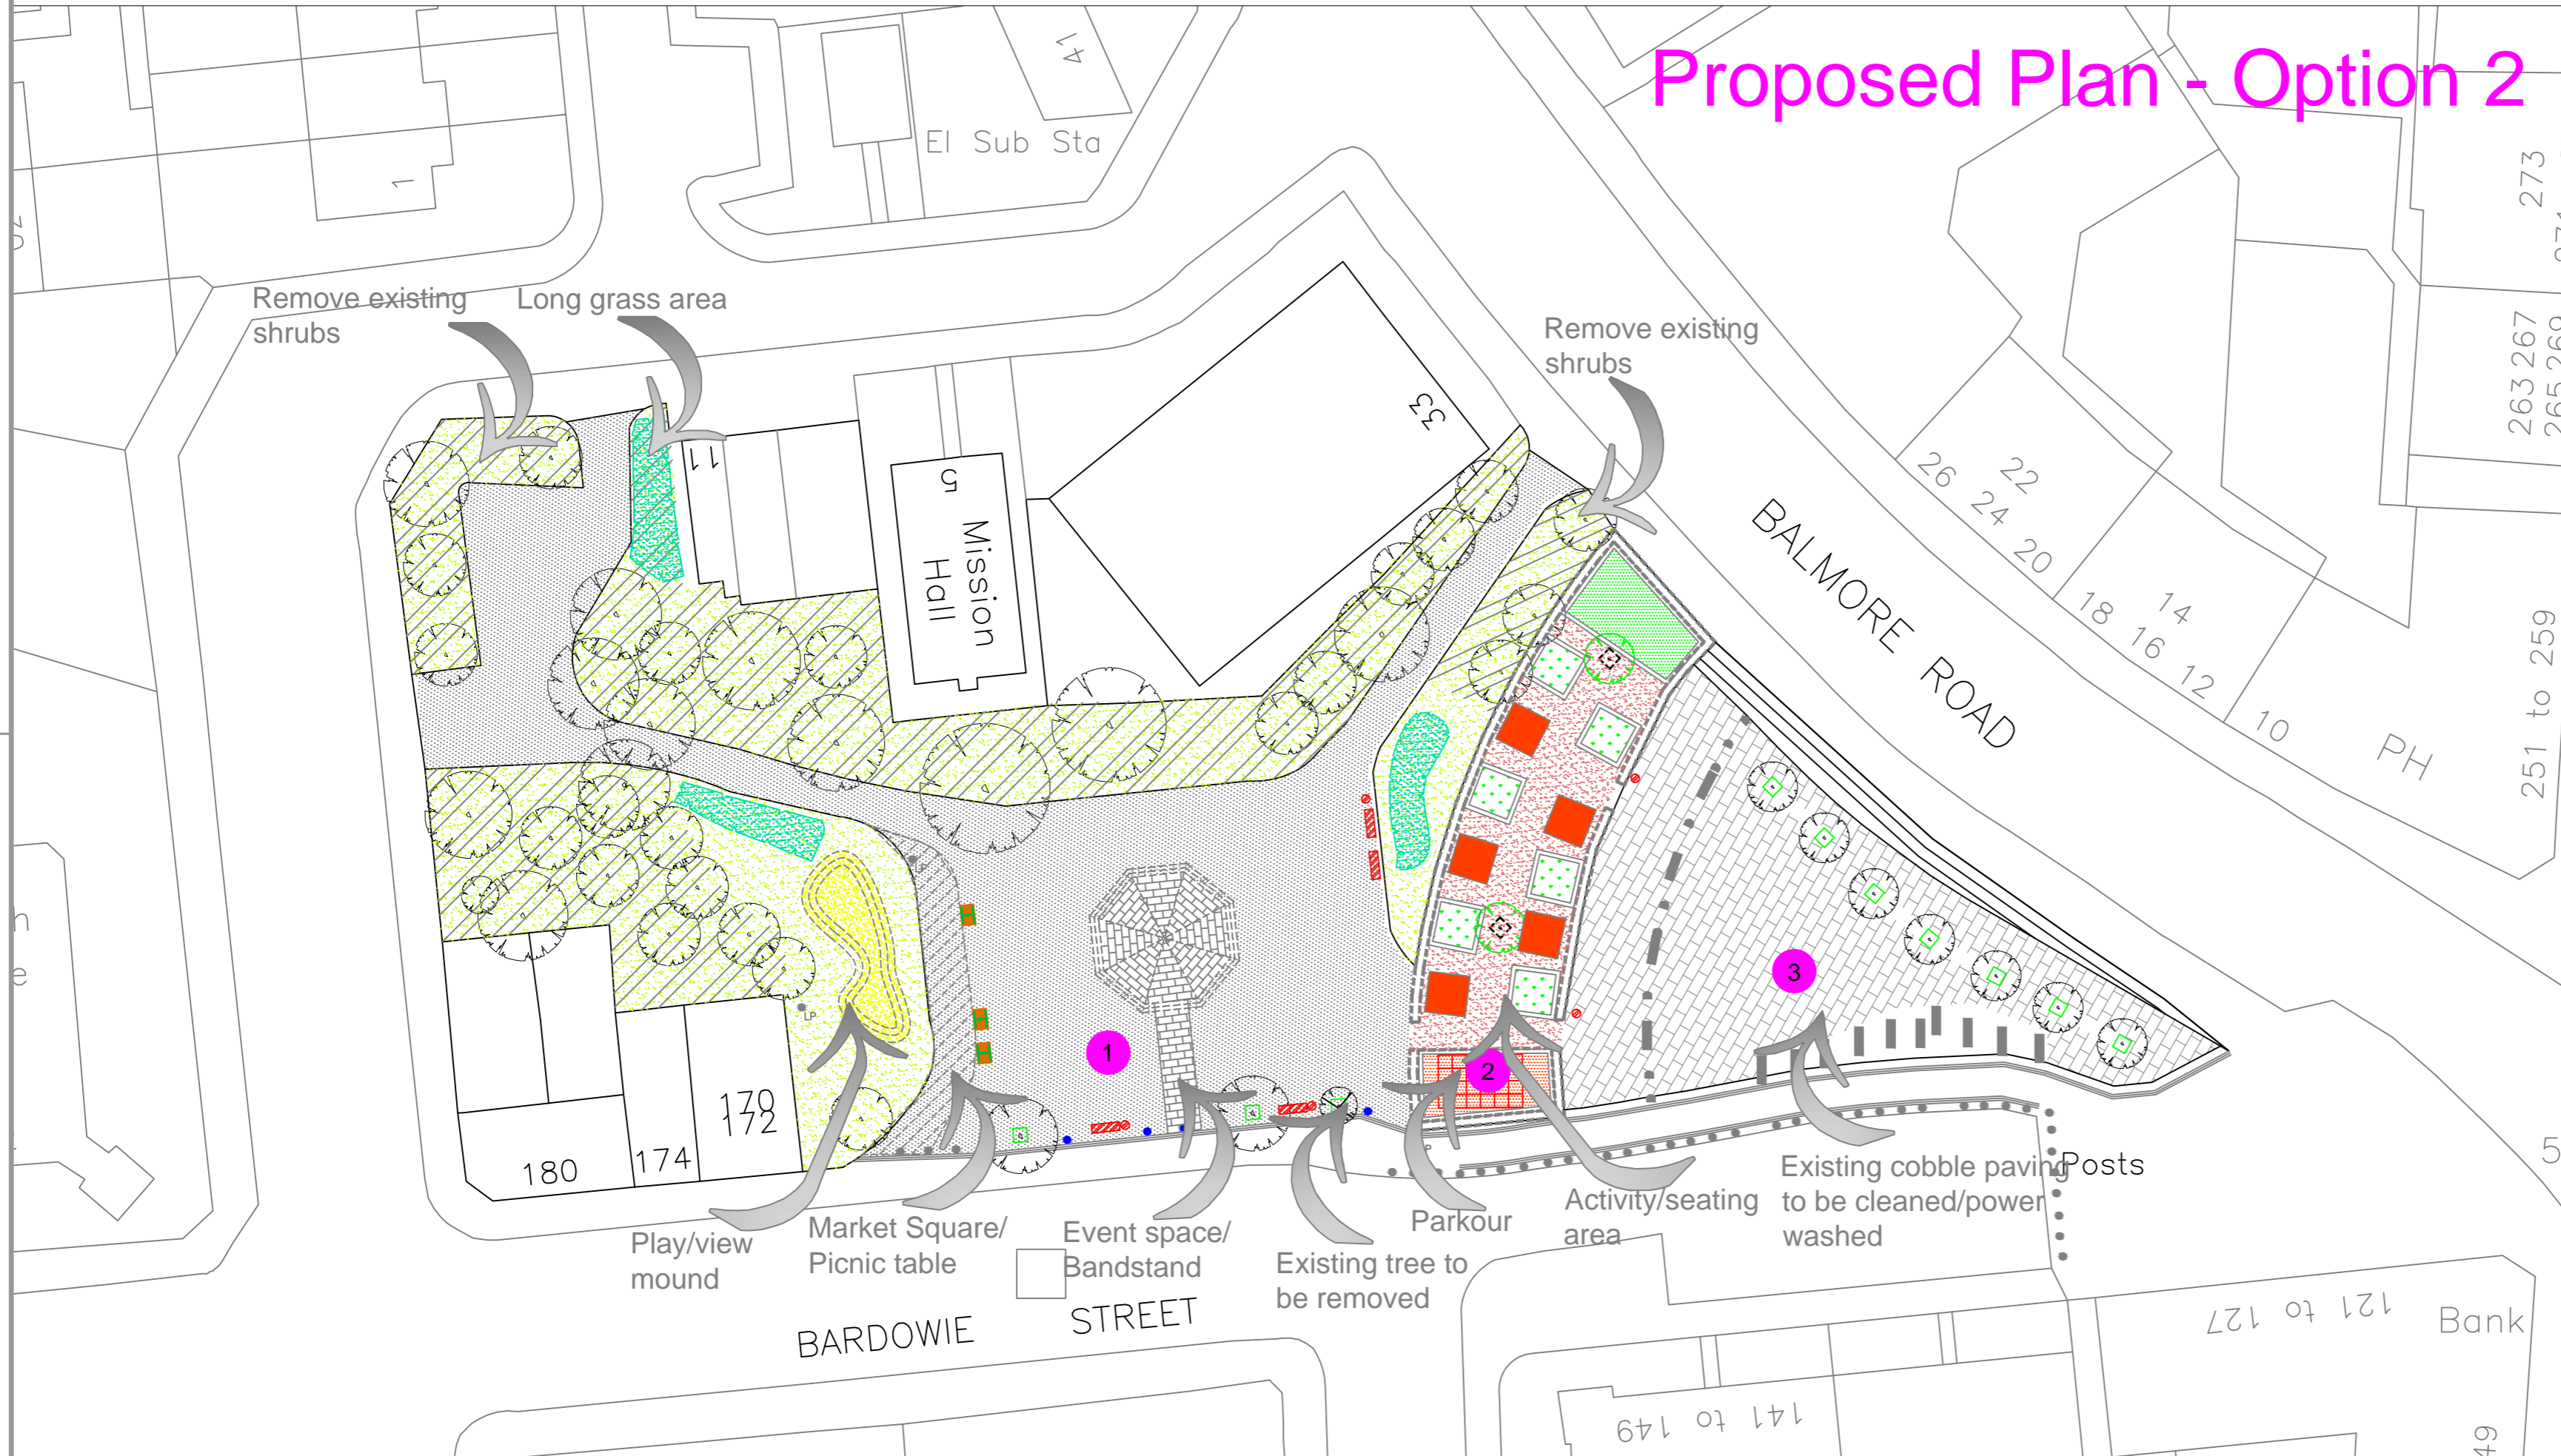 Proposed Plan - Option 2
41
El Sub Sta
1
273
Remove existing
shrubs
Long grass area
Remove existing
shrubs
263 267
265 269
33
11
5
Mission
Hall
BALMORE ROAD
26
22
24
20
18
14
16
12
10
PH
251 to 259
1
2
3
LP
170
172
174
180
Play/view
mound
Market Square/
Picnic table
Event space/
Bandstand
Existing tree to
be removed
Parkour
Activity/seating
area
Existing cobble paving
to be cleaned/power
washed
Posts
BARDOWIE STREET
121 to 127
Bank
141 to 149
49